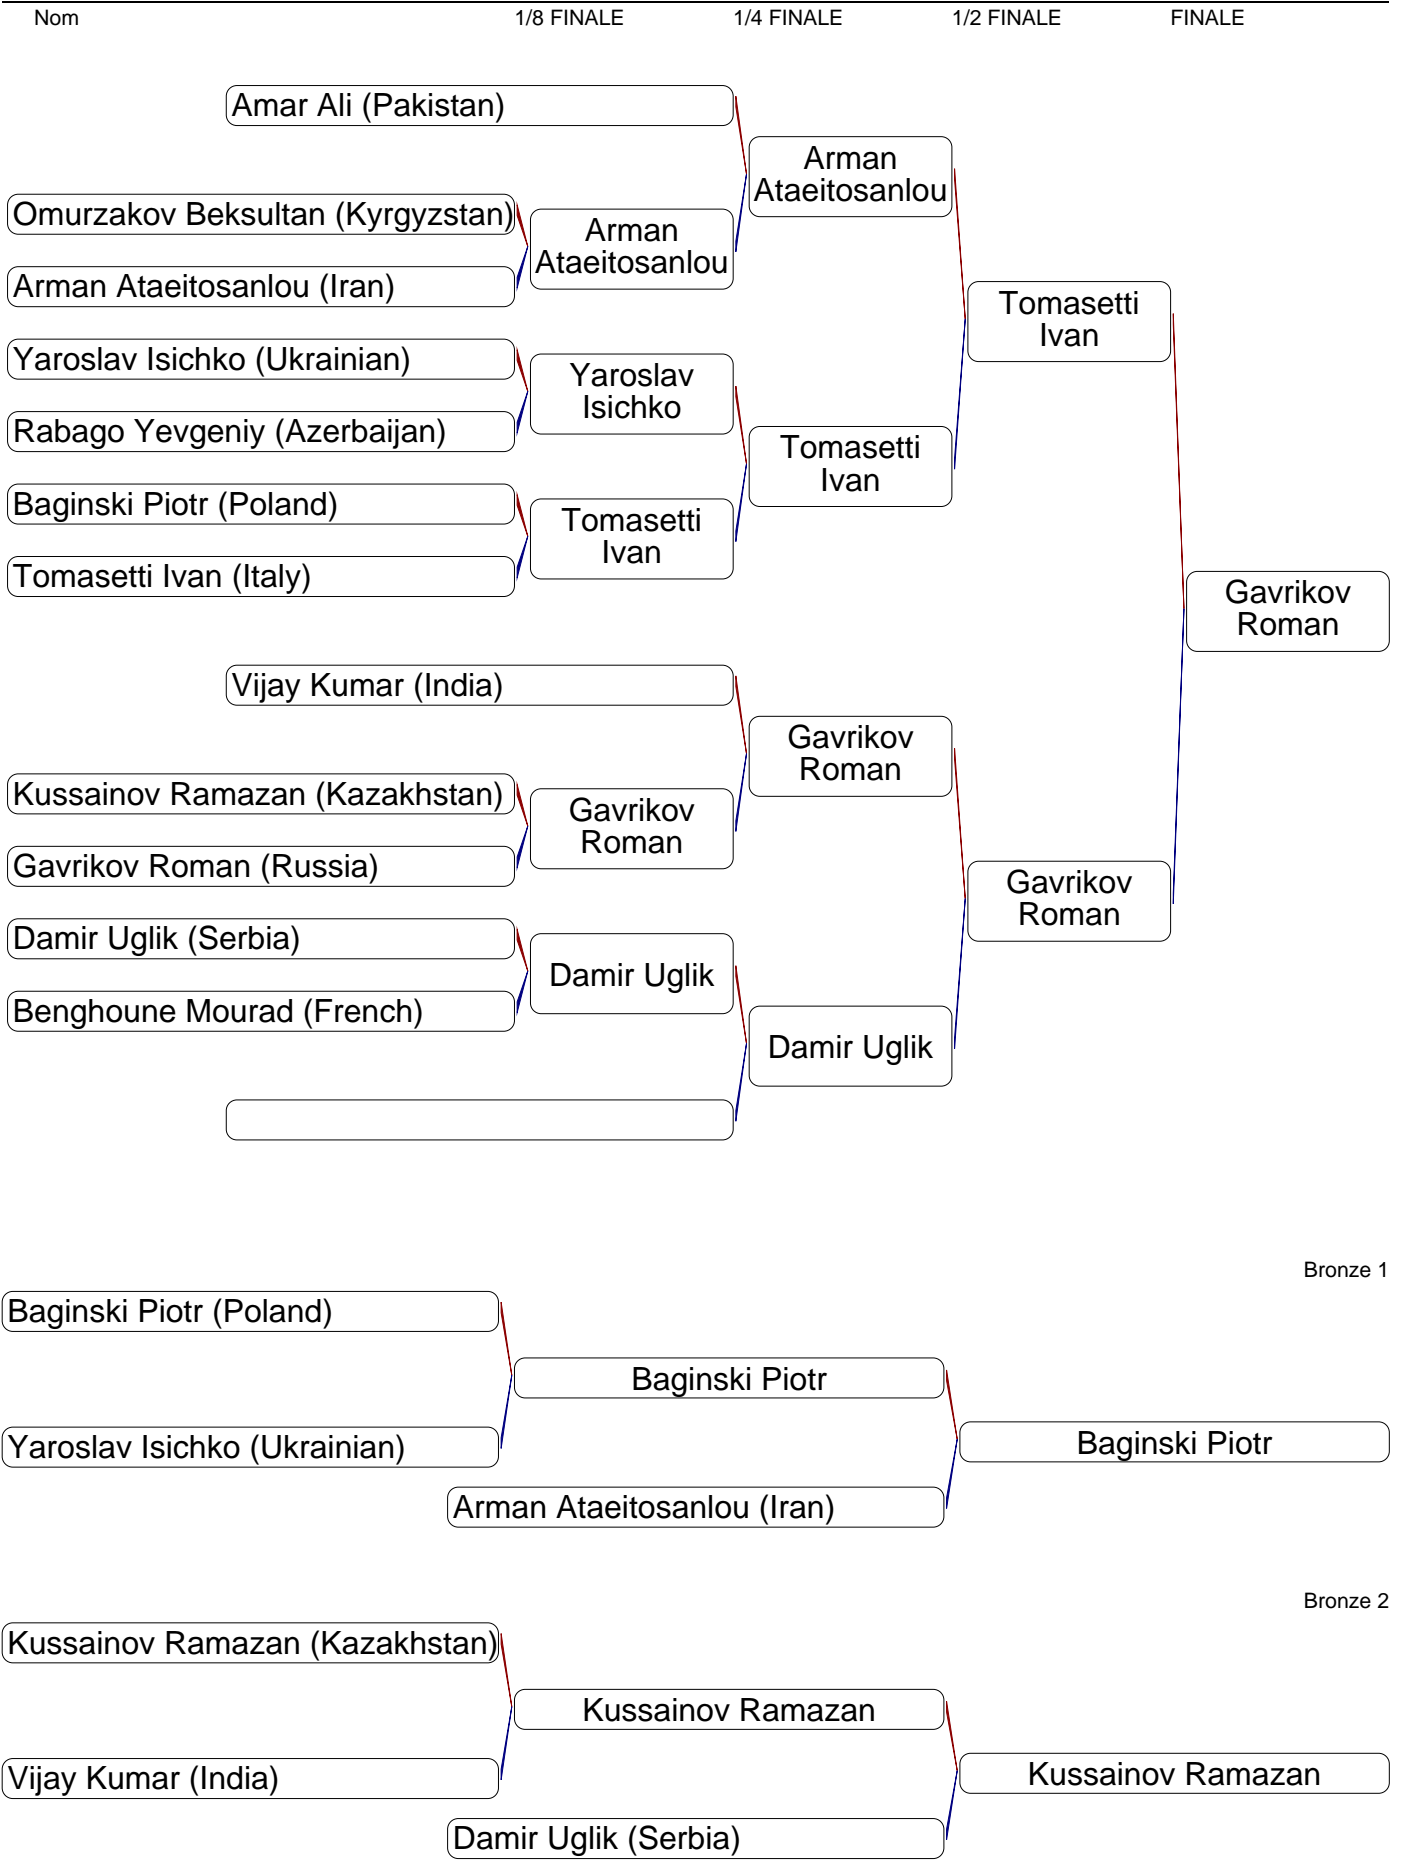 Nom 1/8 FINALE 1/4 FINALE 1/2 FINALE FINALE
Amar Ali (Pakistan)
Arman
Ataeitosanlou
Omurzakov Beksultan (Kyrgyzstan)
Arman
Ataeitosanlou
Arman Ataeitosanlou (Iran)
Tomasetti
Ivan
Yaroslav Isichko (Ukrainian)
Yaroslav
Isichko
Rabago Yevgeniy (Azerbaijan)
Tomasetti
Ivan
Baginski Piotr (Poland)
Tomasetti
Ivan
Tomasetti Ivan (Italy)
Gavrikov
Roman
Vijay Kumar (India)
Gavrikov
Roman
Kussainov Ramazan (Kazakhstan)
Gavrikov
Roman
Gavrikov Roman (Russia)
Gavrikov
Roman
Damir Uglik (Serbia)
Damir Uglik
Benghoune Mourad (French)
Damir Uglik
Bronze 1
Baginski Piotr (Poland)
Baginski Piotr
Yaroslav Isichko (Ukrainian)
Baginski Piotr
Arman Ataeitosanlou (Iran)
Bronze 2
Kussainov Ramazan (Kazakhstan)
Kussainov Ramazan
Vijay Kumar (India)
Kussainov Ramazan
Damir Uglik (Serbia)